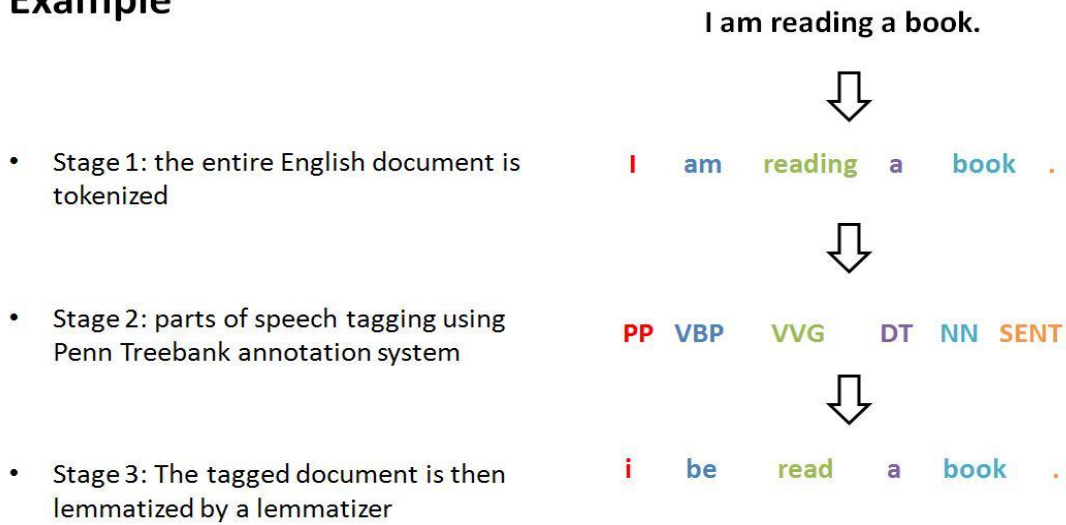 Example
I am reading a book.
• Stage 1: the entire English document is
tokenized
I am reading a book .
• Stage 2: parts of speech tagging using
Penn Treebank annotation system
PP VBP VVG DT NN SENT
• Stage 3: The tagged document is then
lemmatized by a lemmatizer
i be read a book .